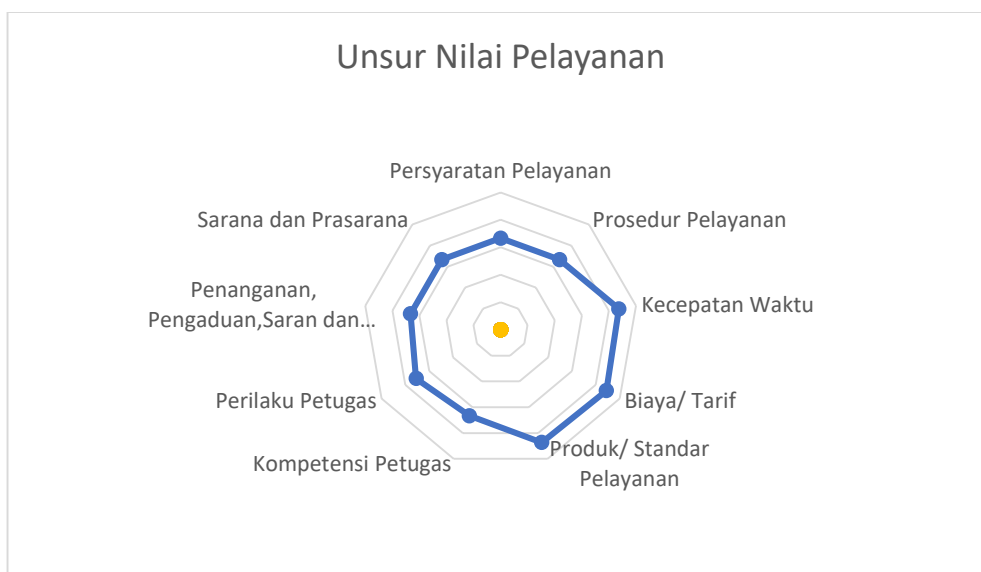 Unsur Nilai Pelayanan
Persyaratan Pelayanan
Prosedur Pelayanan
Kecepatan Waktu
Biaya/ Tarif
Produk/ Standar
Pelayanan
Kompetensi Petugas
Perilaku Petugas
Penanganan,
Pengaduan,Saran dan…
Sarana dan Prasarana